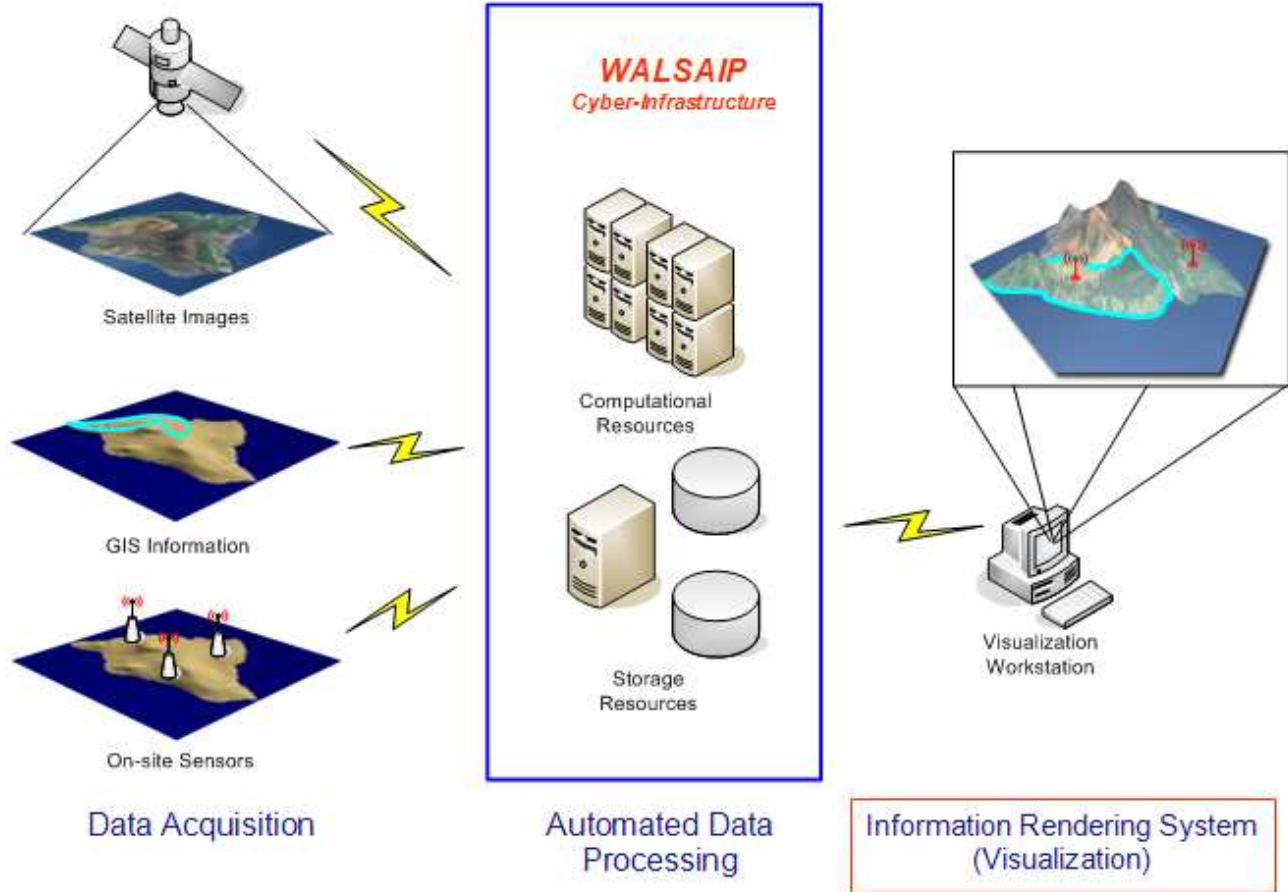 WALSAIP
Cyber-Infrastructure
Satellite Images
GIS Information
On-site Sensors
Data Acquisition
Computational
Resources
Storage
Resources
Automated Data
Processing
Visualization
Workstation
Information Rendering System
(Visualization)